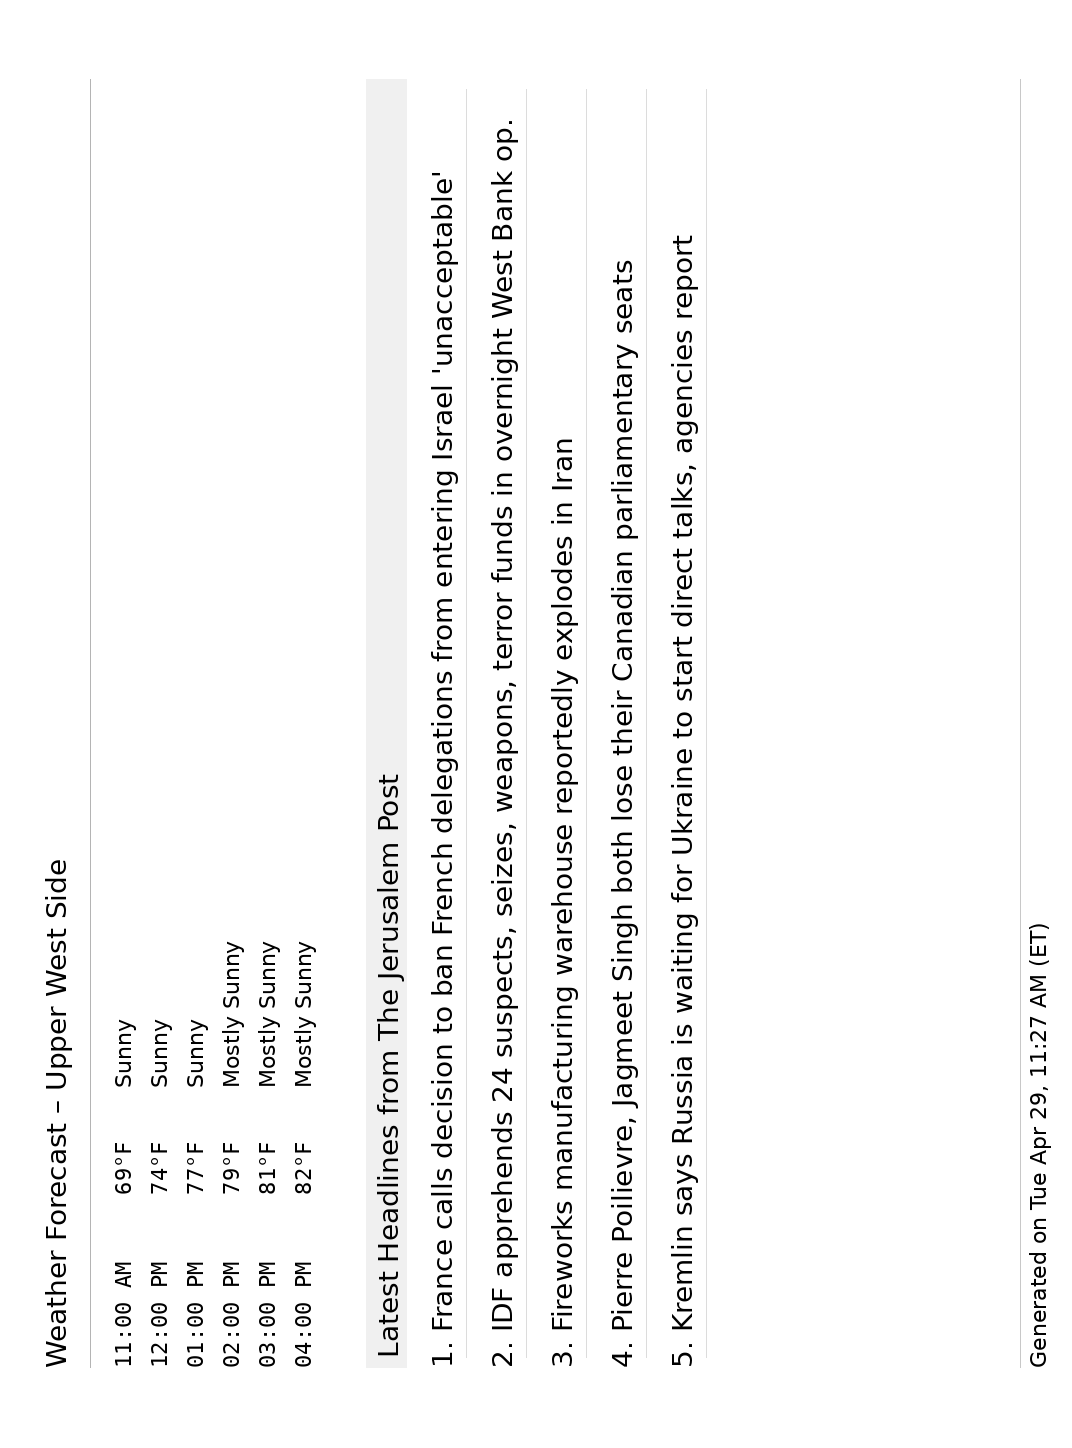 Weather Forecast – Upper West Side
11:00 AM 69°F Sunny
12:00 PM 74°F Sunny
01:00 PM 77°F Sunny
02:00 PM 79°F Mostly Sunny
03:00 PM 81°F Mostly Sunny
04:00 PM 82°F Mostly Sunny
Latest Headlines from The Jerusalem Post
1. France calls decision to ban French delegations from entering Israel 'unacceptable'
2. IDF apprehends 24 suspects, seizes, weapons, terror funds in overnight West Bank op.
3. Fireworks manufacturing warehouse reportedly explodes in Iran
4. Pierre Poilievre, Jagmeet Singh both lose their Canadian parliamentary seats
5. Kremlin says Russia is waiting for Ukraine to start direct talks, agencies report
Generated on Tue Apr 29, 11:27 AM (ET)